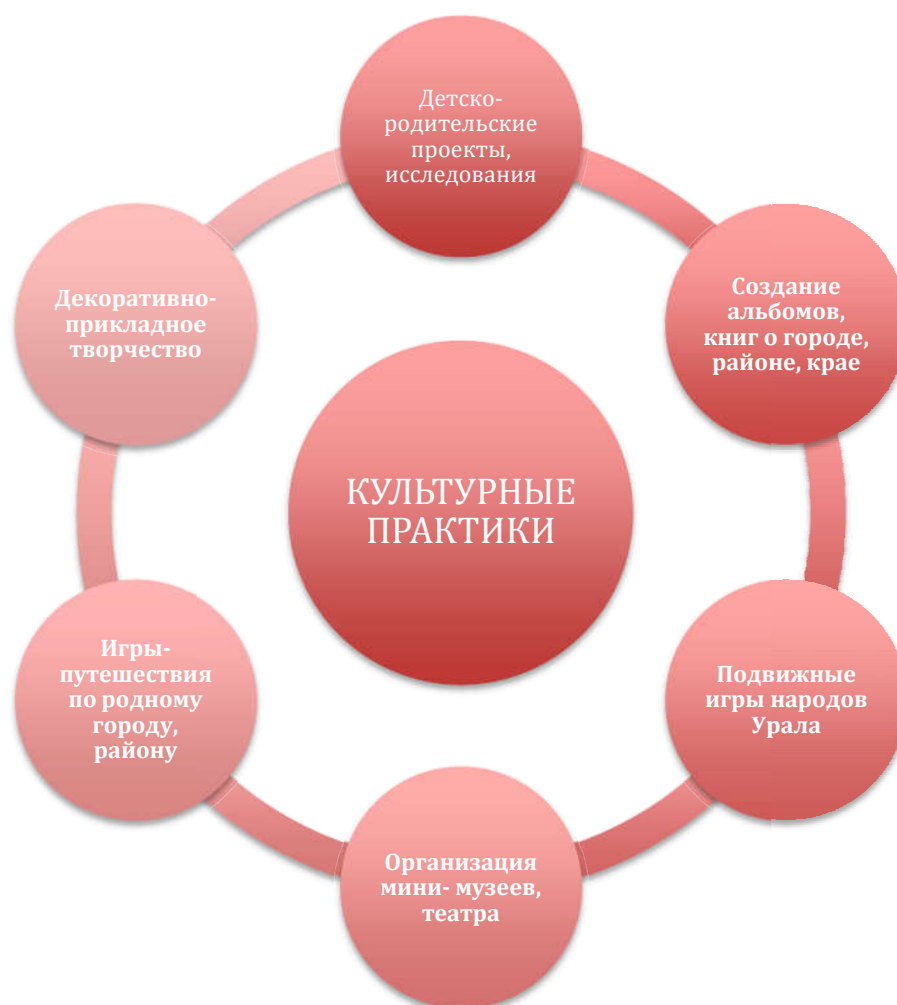 Детско-
родительские
проекты,
исследования
Создание
альбомов,
книг о городе,
районе, крае
Подвижные
игры народов
Урала
Организация
мини- музеев,
театра
Игры-
путешествия
по родному
городу,
району
Декоративно-
прикладное
творчество
КУЛЬТУРНЫЕ
ПРАКТИКИ